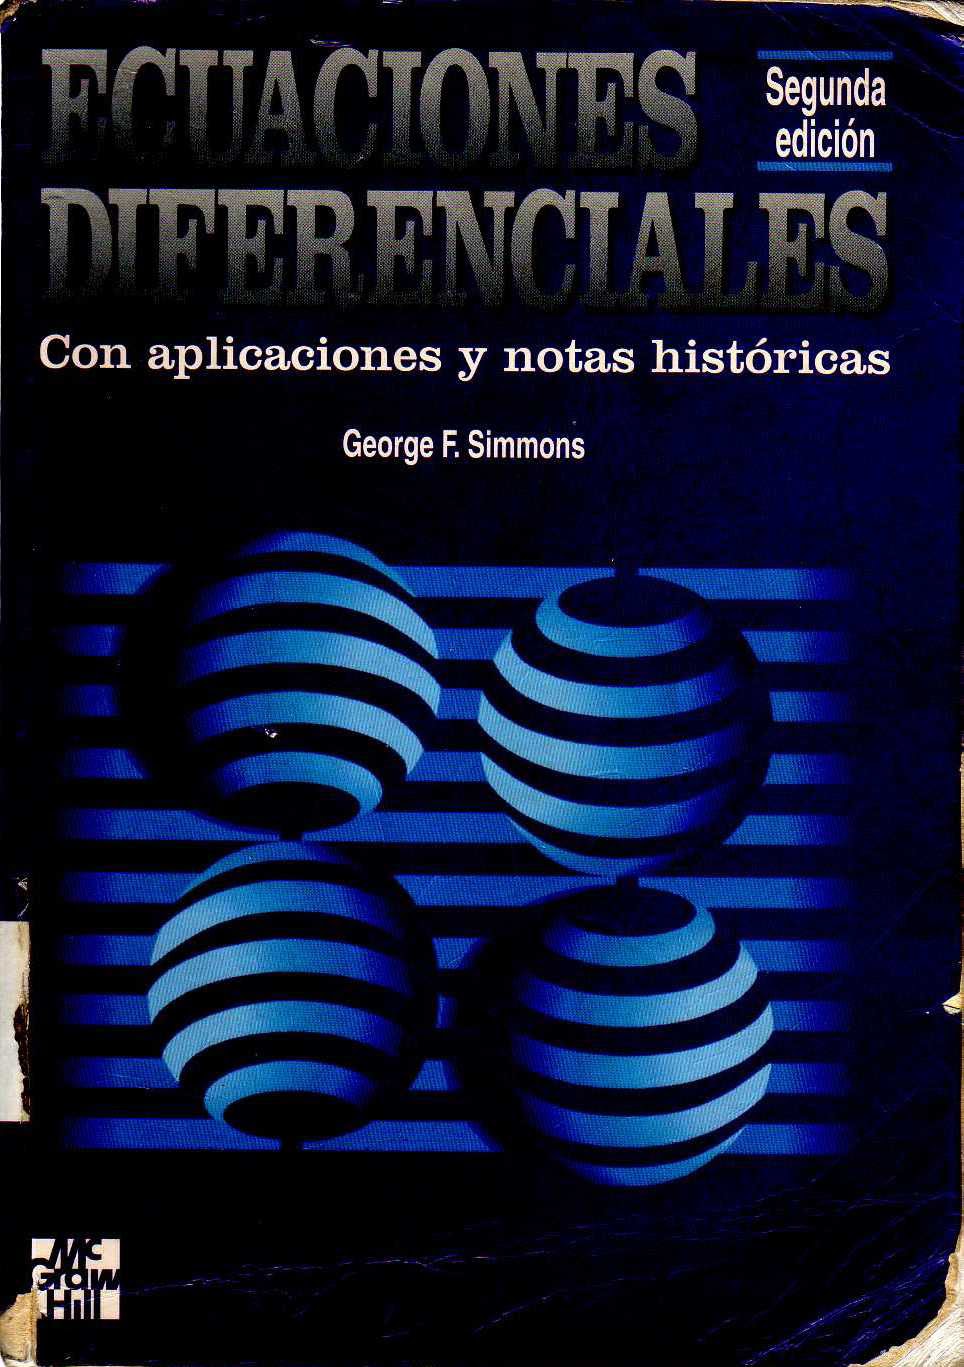 ECUACIONES
DIFERENCIALES
Segunda
edición
Con aplicaciones y notas históricas
George F. Simmons
Mc
Graw
Hill